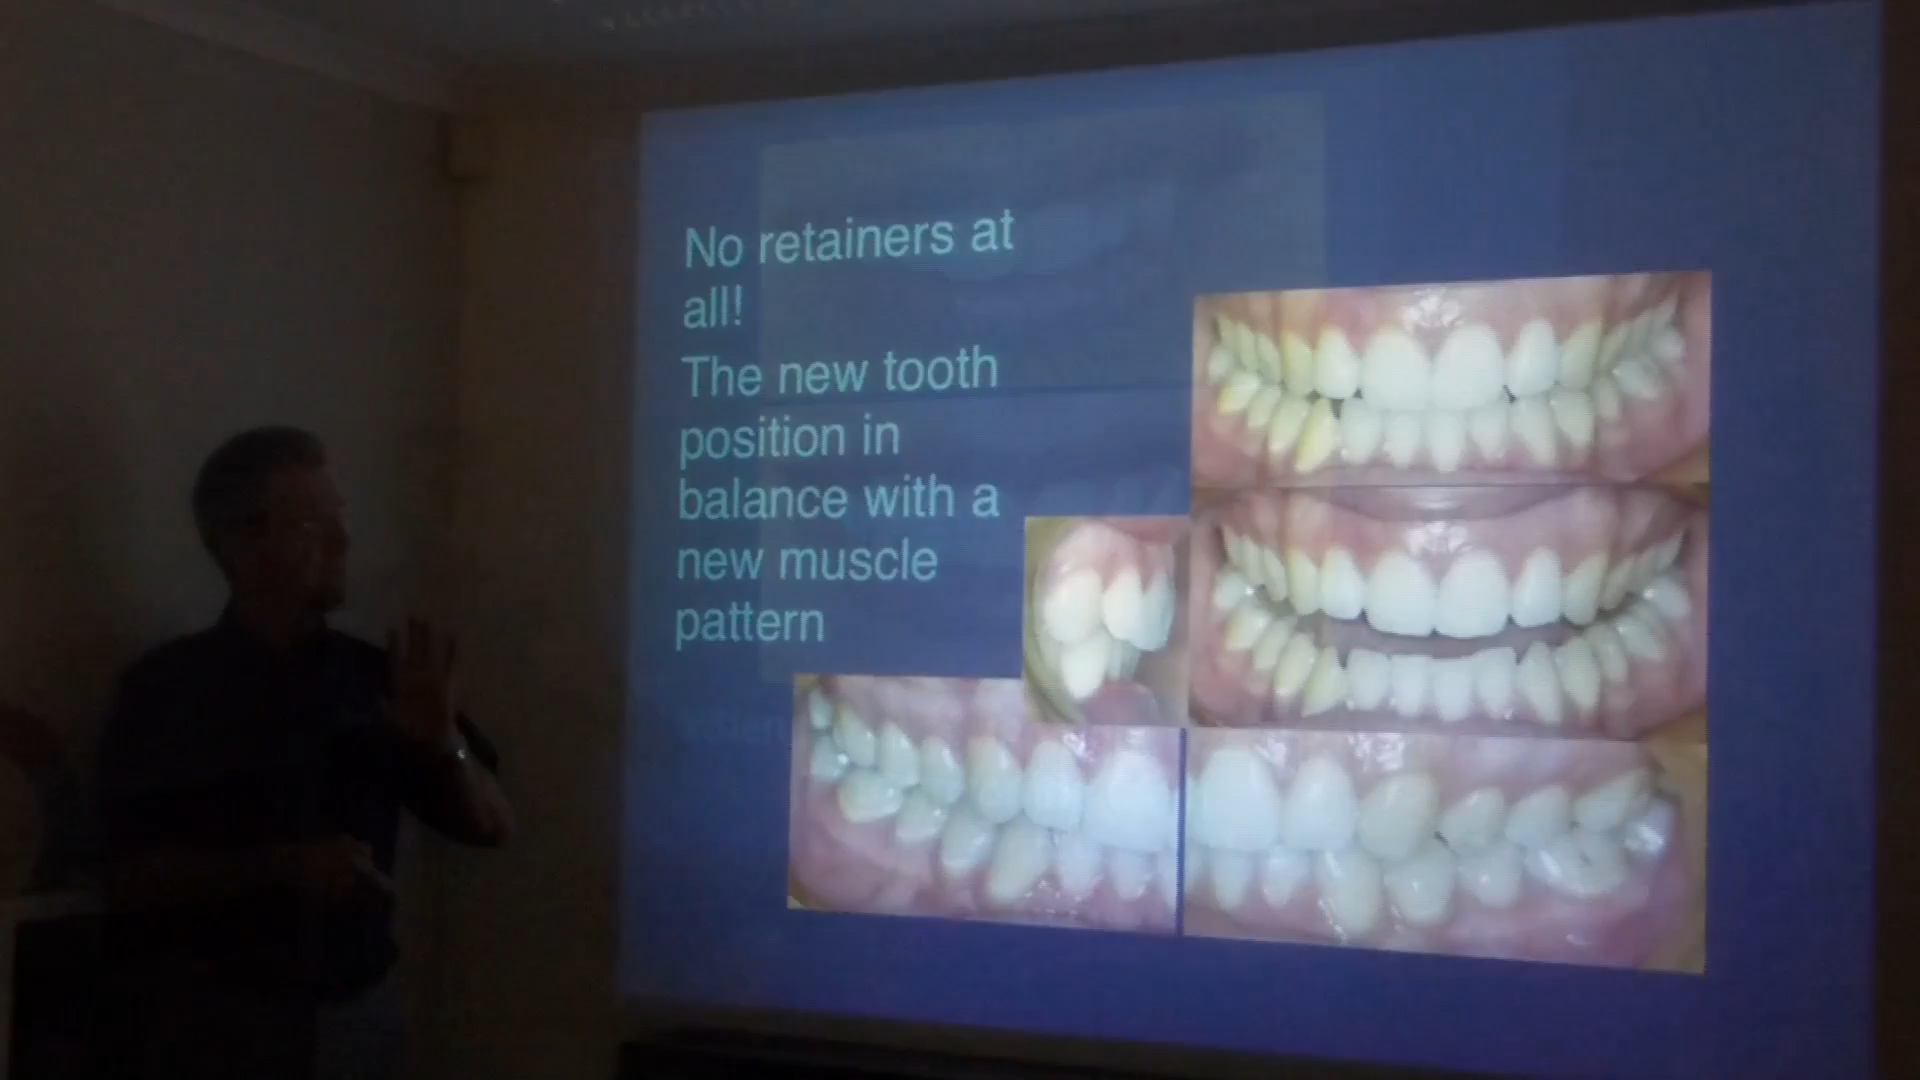 No retainers at
all!
The new tooth
position in
balance with a
new muscle
pattern